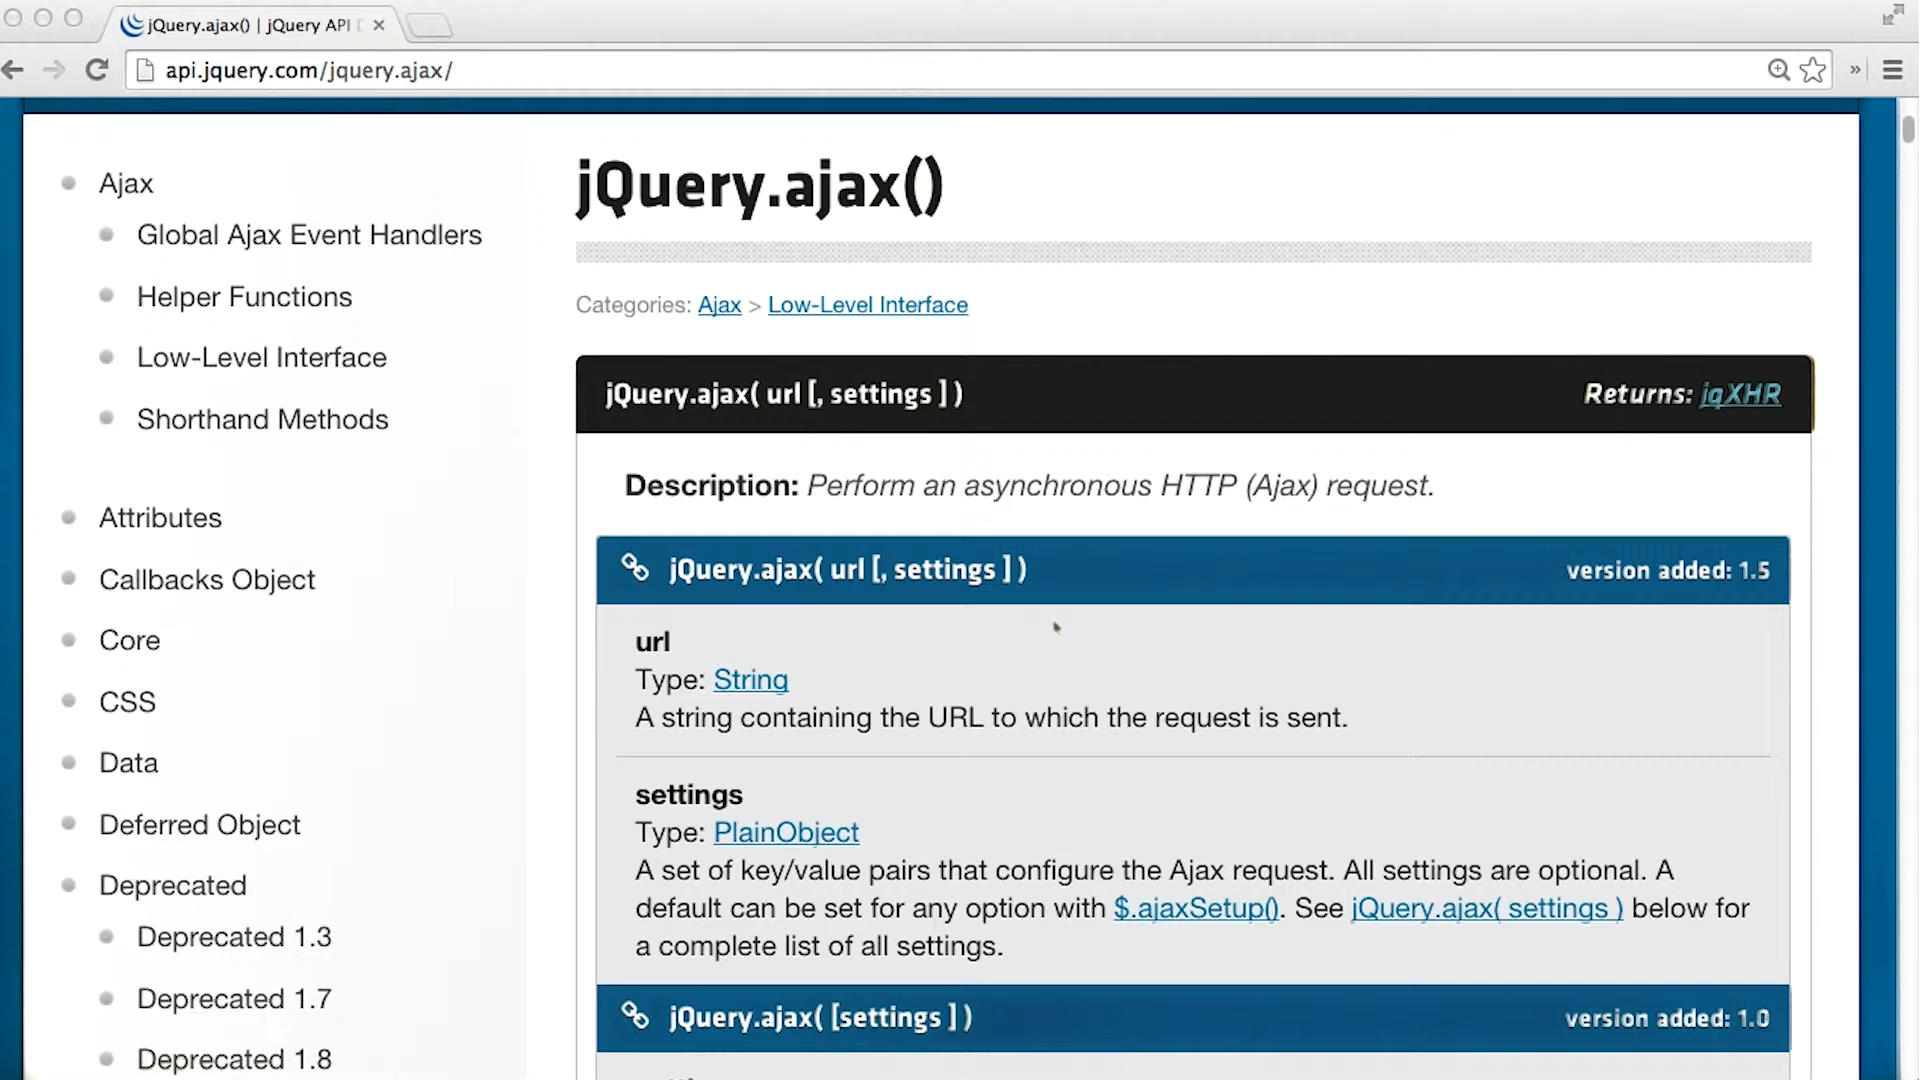 jQuery.ajax() | jQuery API D
api.jquery.com/jquery.ajax/
Ajax
Global Ajax Event Handlers
Helper Functions
Low-Level Interface
Shorthand Methods
Attributes
Callbacks Object
Core
CSS
Data
Deferred Object
Deprecated
Deprecated 1.3
Deprecated 1.7
Deprecated 1.8
jQuery.ajax()
Categories: Ajax > Low-Level Interface
jQuery.ajax( url [, settings ] ) Returns: jqXHR
Description: Perform an asynchronous HTTP (Ajax) request.
jQuery.ajax( url [, settings ] ) version added: 1.5
url
Type: String
A string containing the URL to which the request is sent.
settings
Type: PlainObject
A set of key/value pairs that configure the Ajax request. All settings are optional. A
default can be set for any option with $.ajaxSetup(). See jQuery.ajax( settings ) below for
a complete list of all settings.
jQuery.ajax( [settings ] ) version added: 1.0